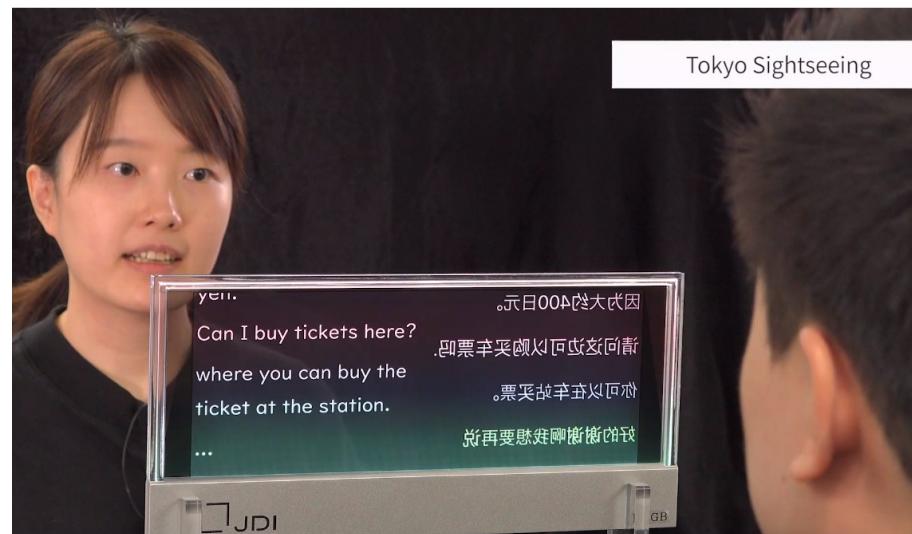 Tokyo Sightseeing
yen.
Can I buy tickets here?
where you can buy the
ticket at the station.
...
因为大约400日元。
请问这边可以购买车票吗.
你可以在车站买票。
好的谢谢啊我想要再说
JDI
GB